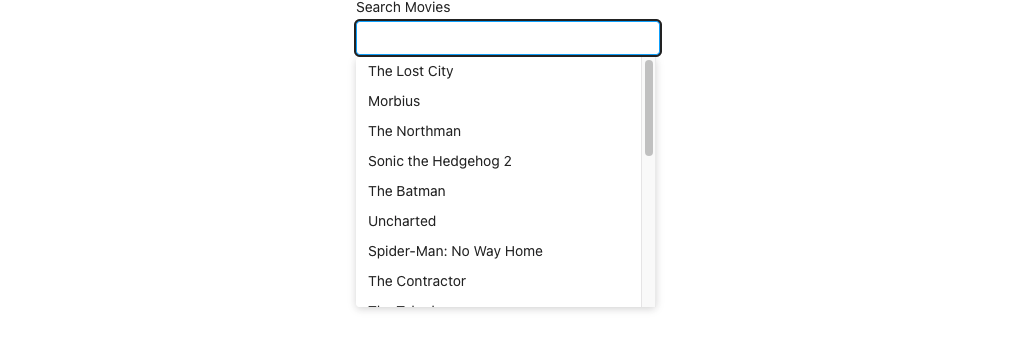 Search Movies
The Lost City
Morbius
The Northman
Sonic the Hedgehog 2
The Batman
Uncharted
Spider-Man: No Way Home
The Contractor
The